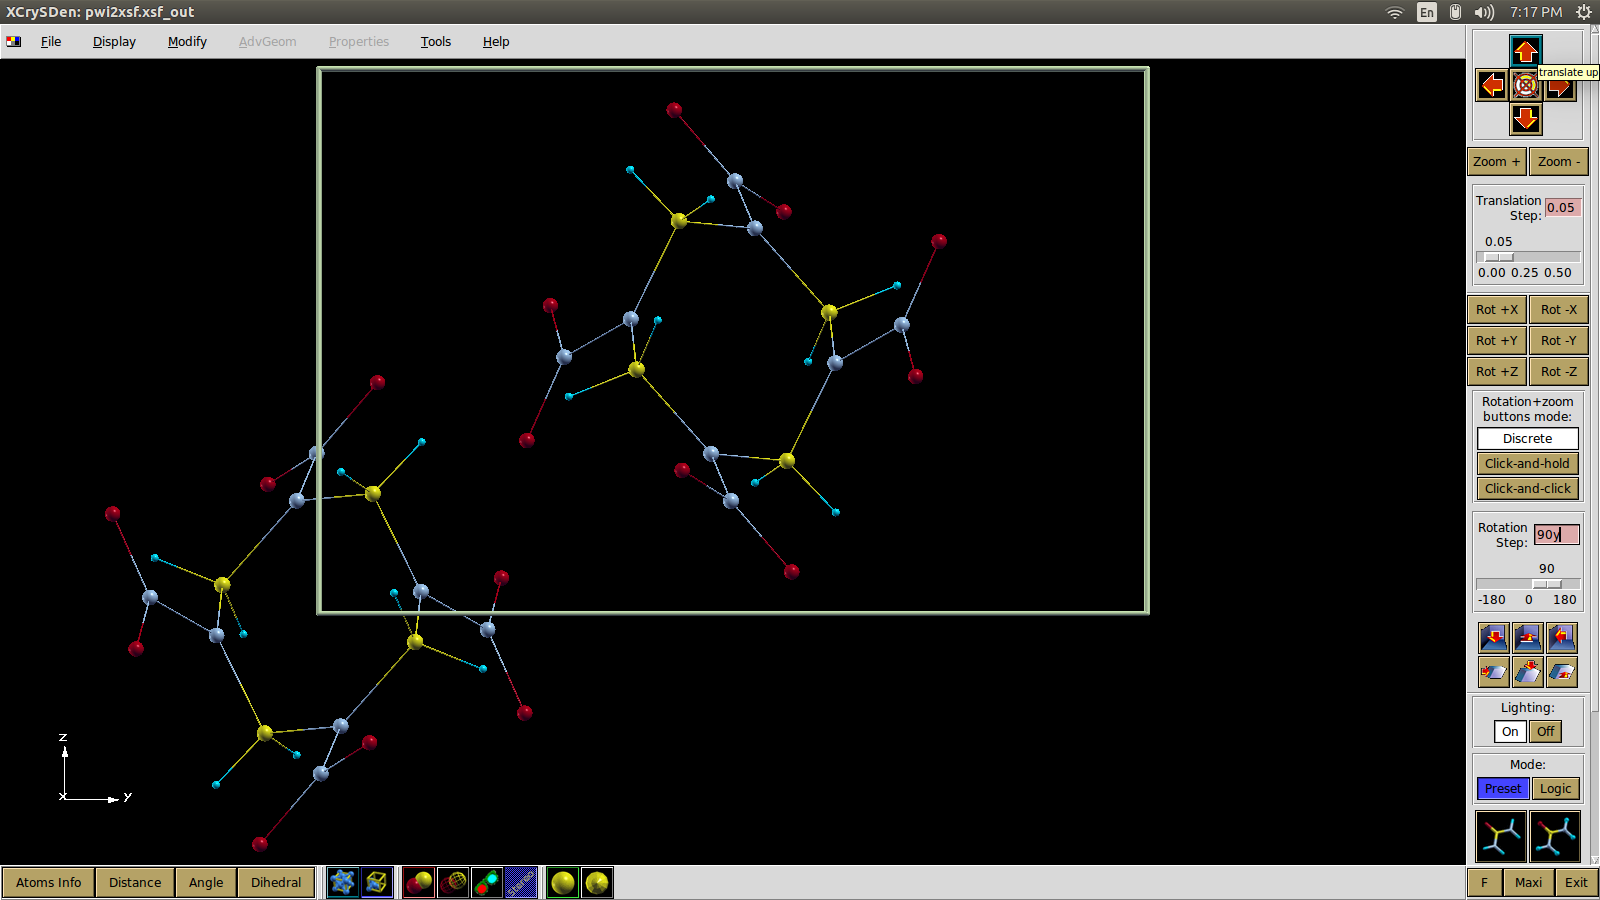 XCrySDen: pwi2xsf.xsf_out
En
7:17 PM
File Display Modify AdvGeom Properties Tools Help
translate up
Zoom + Zoom -
Translation
Step: 0.05
0.05
0.00 0.25 0.50
Rot +X Rot -X
Rot +Y Rot -Y
Rot +Z Rot -Z
Rotation+zoom
buttons mode:
Discrete
Click-and-hold
Click-and-click
Rotation
Step: 90y
90
-180 0 180
Lighting:
On Off
Mode:
Preset Logic
z
x y
Atoms Info Distance Angle Dihedral
Stereo
F Maxi Exit